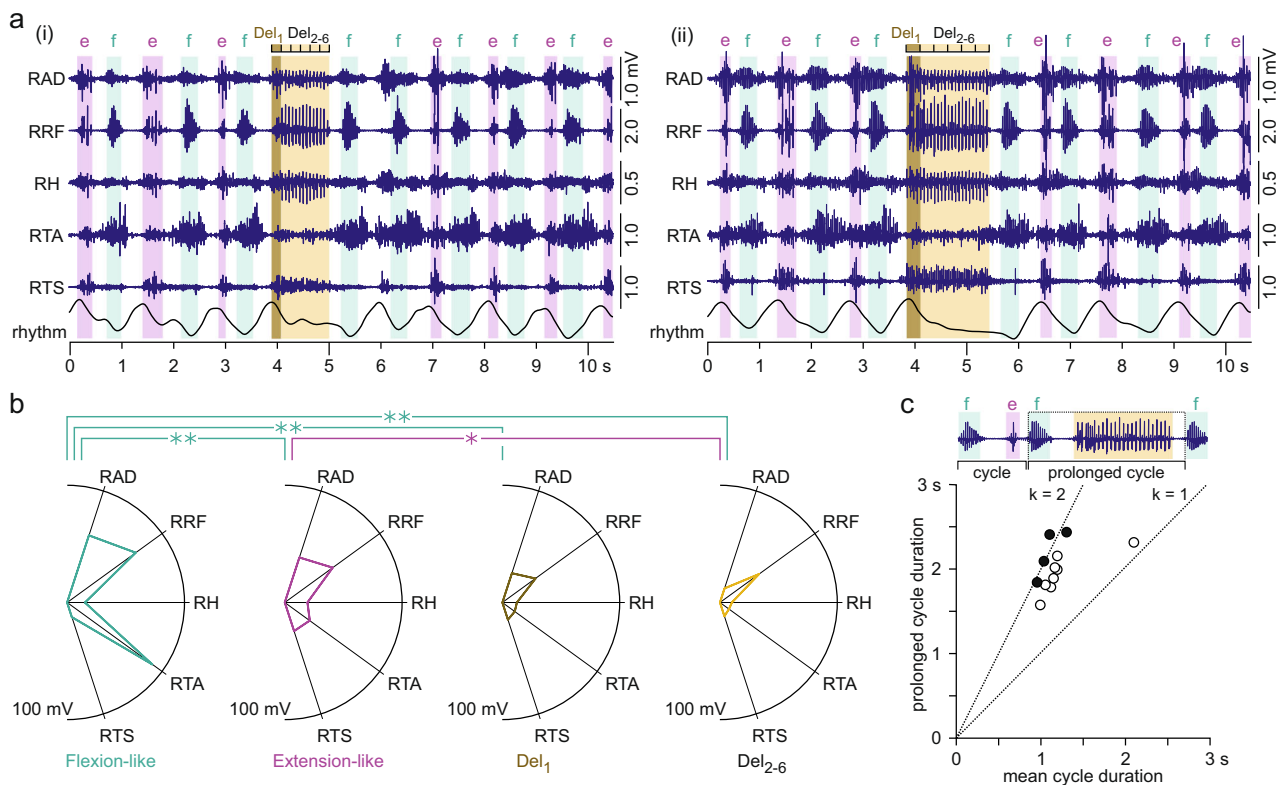 a
(i)
e f e f e f Del1 Del2-6 f f e f e f e f e
RAD
RRF
RH
RTA
RTS
rhythm
1.0 mV
2.0
0.5
1.0
1.0
0 1 2 3 4 5 6 7 8 9 10 s
(ii)
e f e f e f Del1 Del2-6 f e f e f e f e
RAD
RRF
RH
RTA
RTS
rhythm
1.0 mV
2.0
0.5
1.0
1.0
0 1 2 3 4 5 6 7 8 9 10 s
b
**
**
** *
RAD
RRF
RH
RTA
RTS
100 mV
Flexion-like
RAD
RRF
RH
RTA
RTS
100 mV
Extension-like
RAD
RRF
RH
RTA
RTS
100 mV
Del1
RAD
RRF
RH
RTA
RTS
100 mV
Del2-6
c
f e f f
cycle prolonged cycle
3 s
k = 2 k = 1
2
1
0
prolonged cycle duration
0 1 2 3 s
mean cycle duration